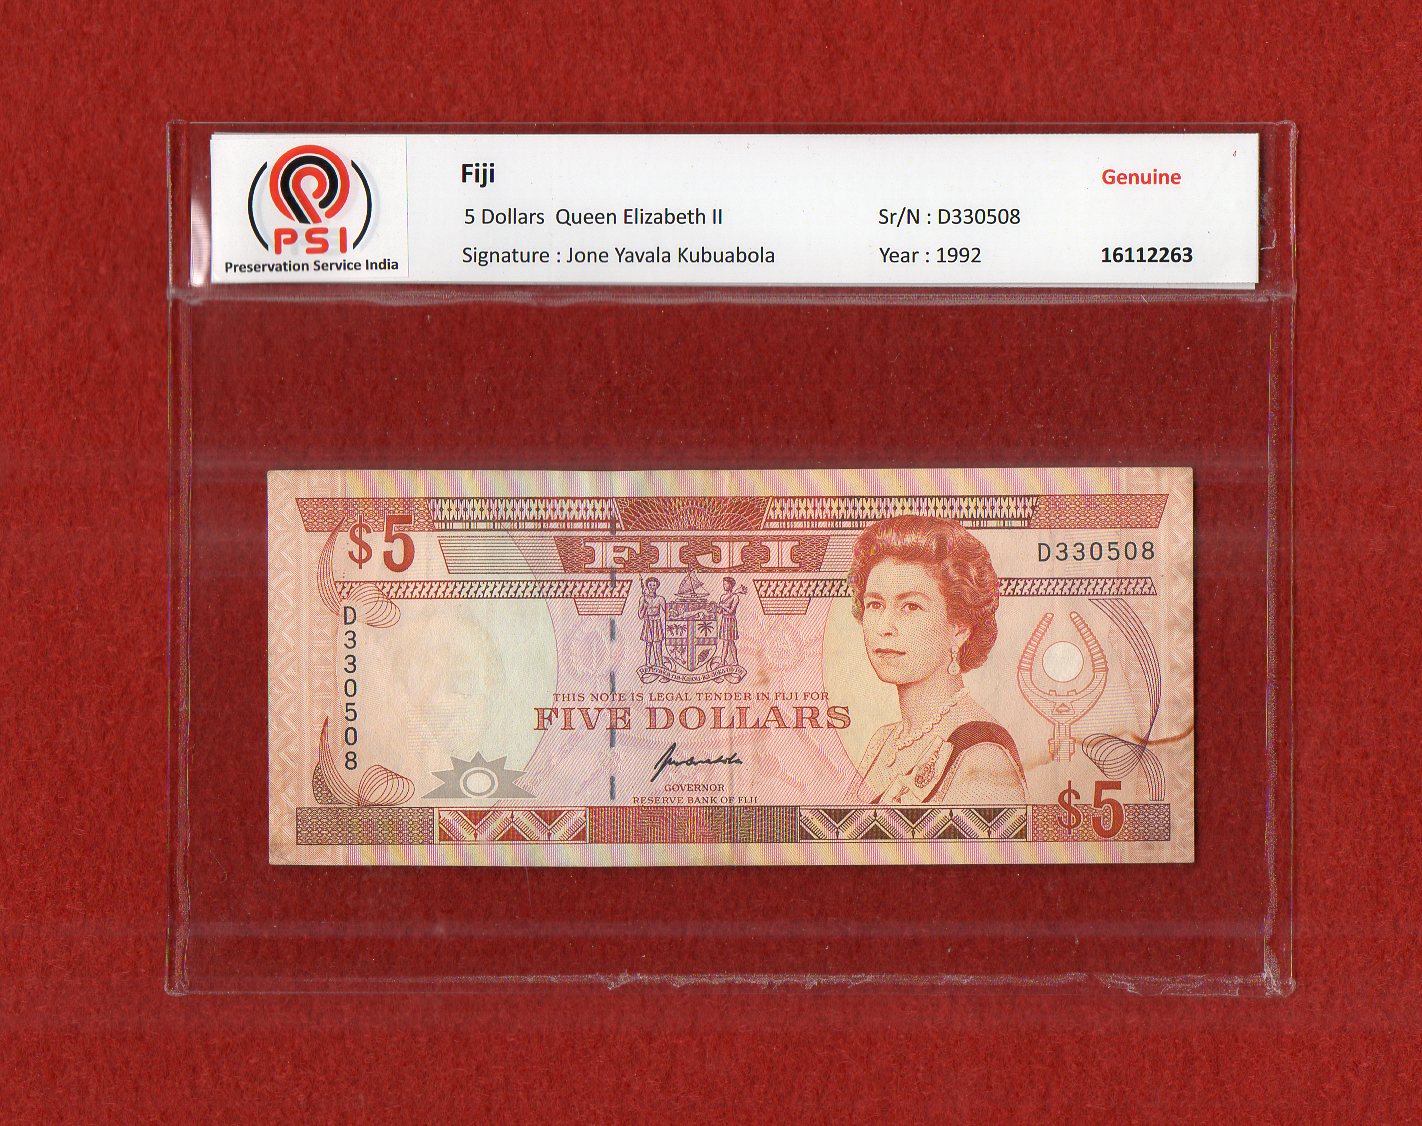 PSI
Preservation Service India
Fiji
Genuine
5 Dollars Queen Elizabeth II
Sr/N : D330508
Signature : Jone Yavala Kubuabola
Year : 1992
16112263
$5
FIJI
D330508
D330508
THIS NOTE IS LEGAL TENDER IN FIJI FOR
FIVE DOLLARS
GOVERNOR
RESERVE BANK OF FIJI
$5